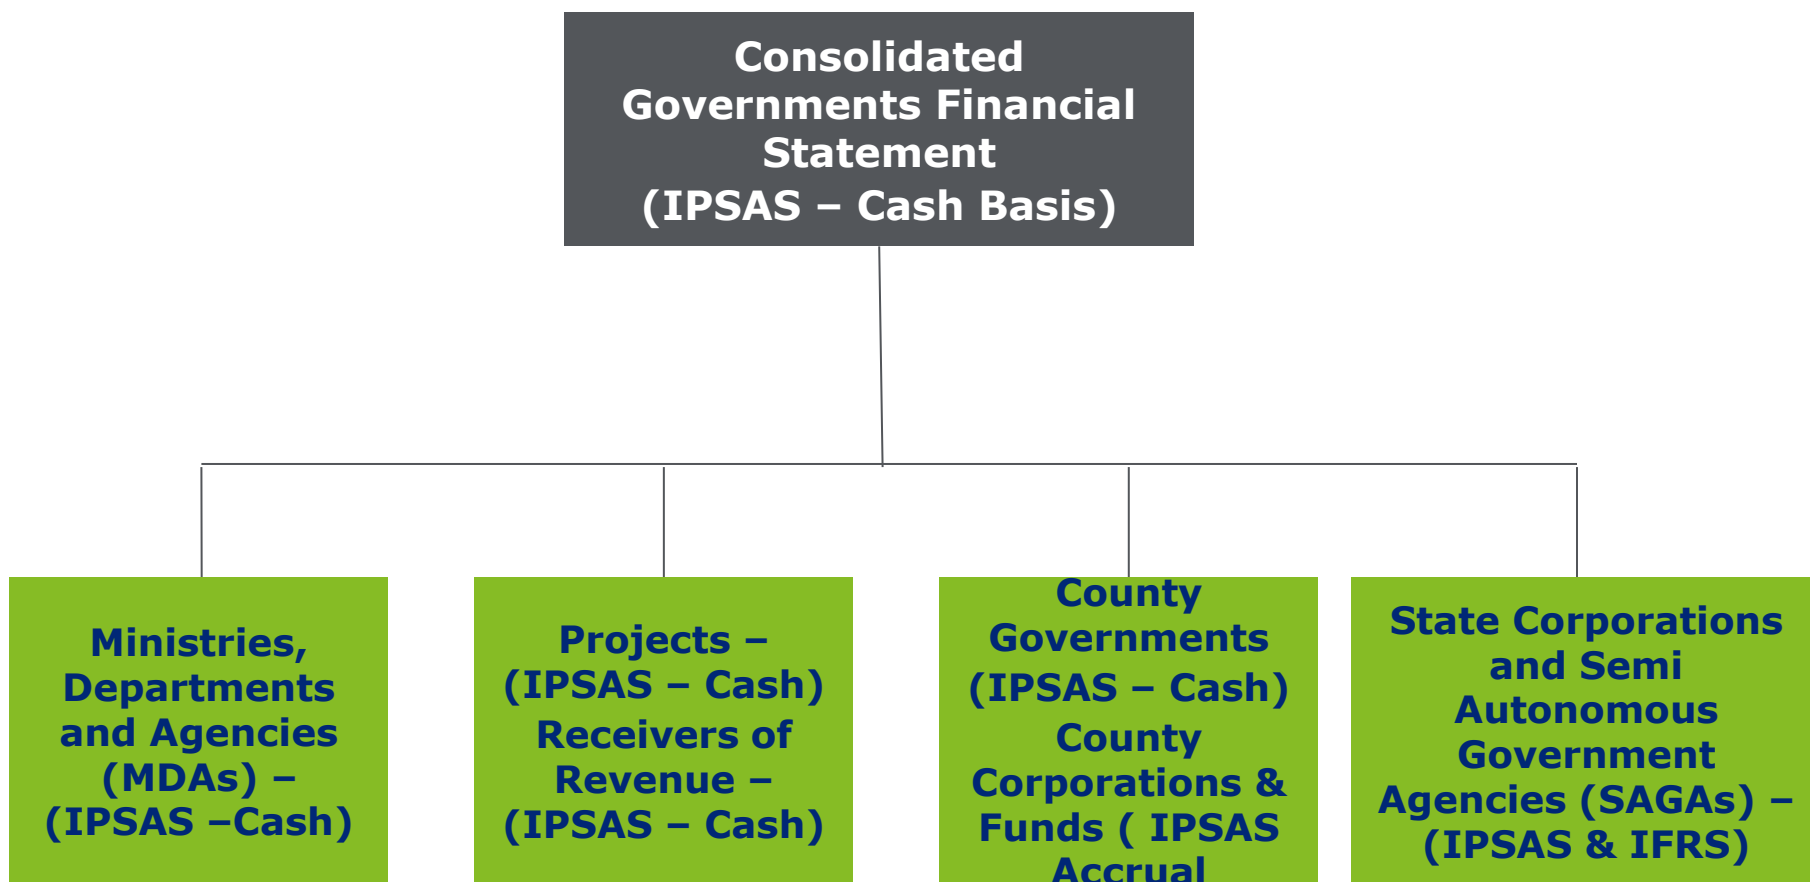 Consolidated
Governments Financial
Statement
(IPSAS – Cash Basis)
Ministries,
Departments
and Agencies
(MDAs) –
(IPSAS –Cash)
Projects –
(IPSAS – Cash)
Receivers of
Revenue –
(IPSAS – Cash)
County
Governments
(IPSAS – Cash)
County
Corporations &
Funds ( IPSAS
Accrual
State Corporations
and Semi
Autonomous
Government
Agencies (SAGAs) –
(IPSAS & IFRS)